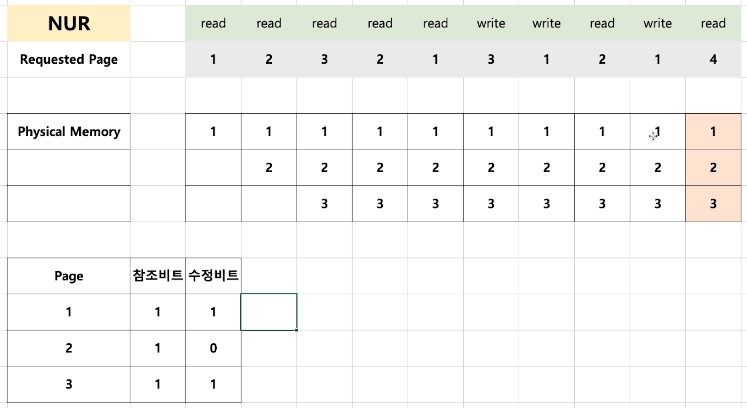 NUR read read read read read write write read write read
Requested Page 1 2 3 2 1 3 1 2 1 4
Physical Memory 1 1 1 1 1 1 1 1 1 1
2 2 2 2 2 2 2 2 2
3 3 3 3 3 3 3 3
Page 참조비트 수정비트
1 1 1
2 1 0
3 1 1